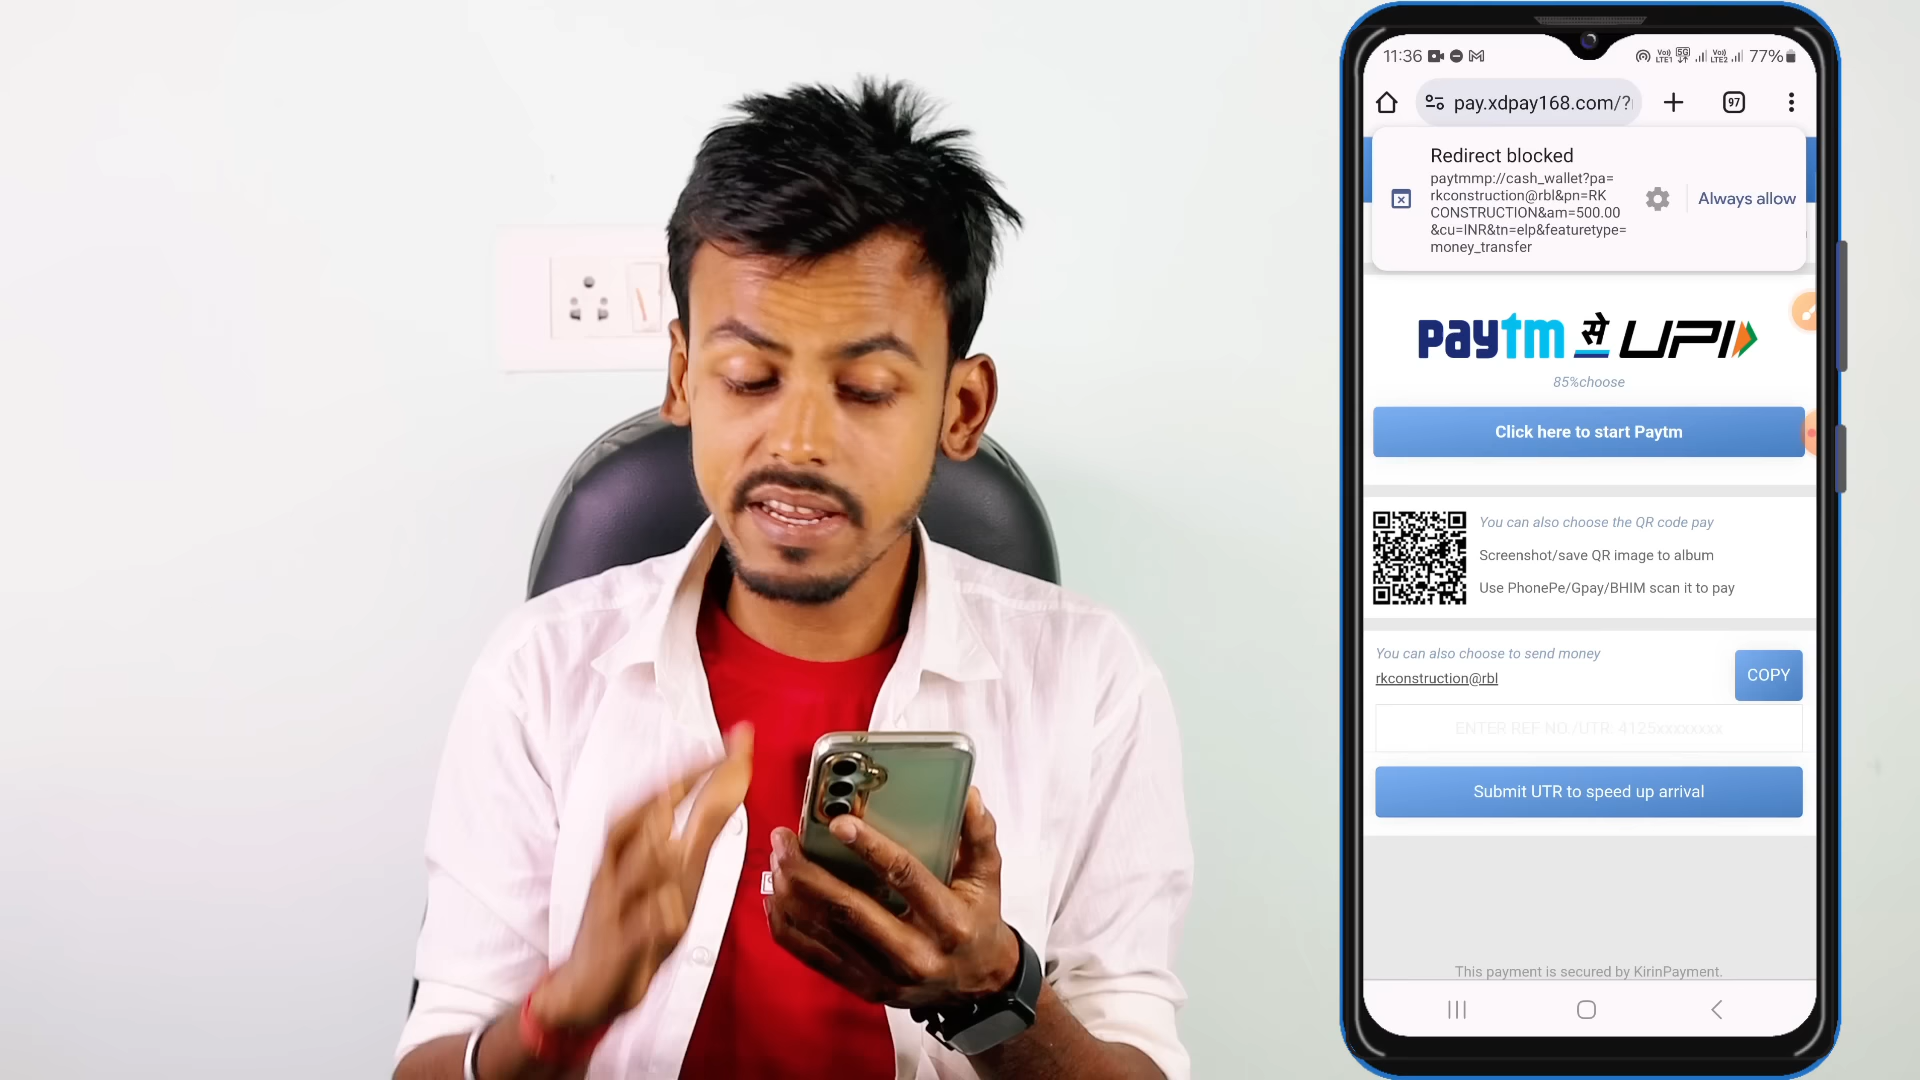 11:36
77%
pay.xdpay168.com/?
97
Redirect blocked
paytmmp://cash_wallet?pa=
rkconstruction@rbl&pn=RK
CONSTRUCTION&am=500.00
&cu=INR&tn=elp&featuretype=
money_transfer
Always allow
paytm से UPI
85%choose
Click here to start Paytm
You can also choose the QR code pay
Screenshot/save QR image to album
Use PhonePe/Gpay/BHIM scan it to pay
You can also choose to send money
rkconstruction@rbl
COPY
ENTER REF NO./UTR: 4125xxxxxxxx
Submit UTR to speed up arrival
This payment is secured by KirinPayment.